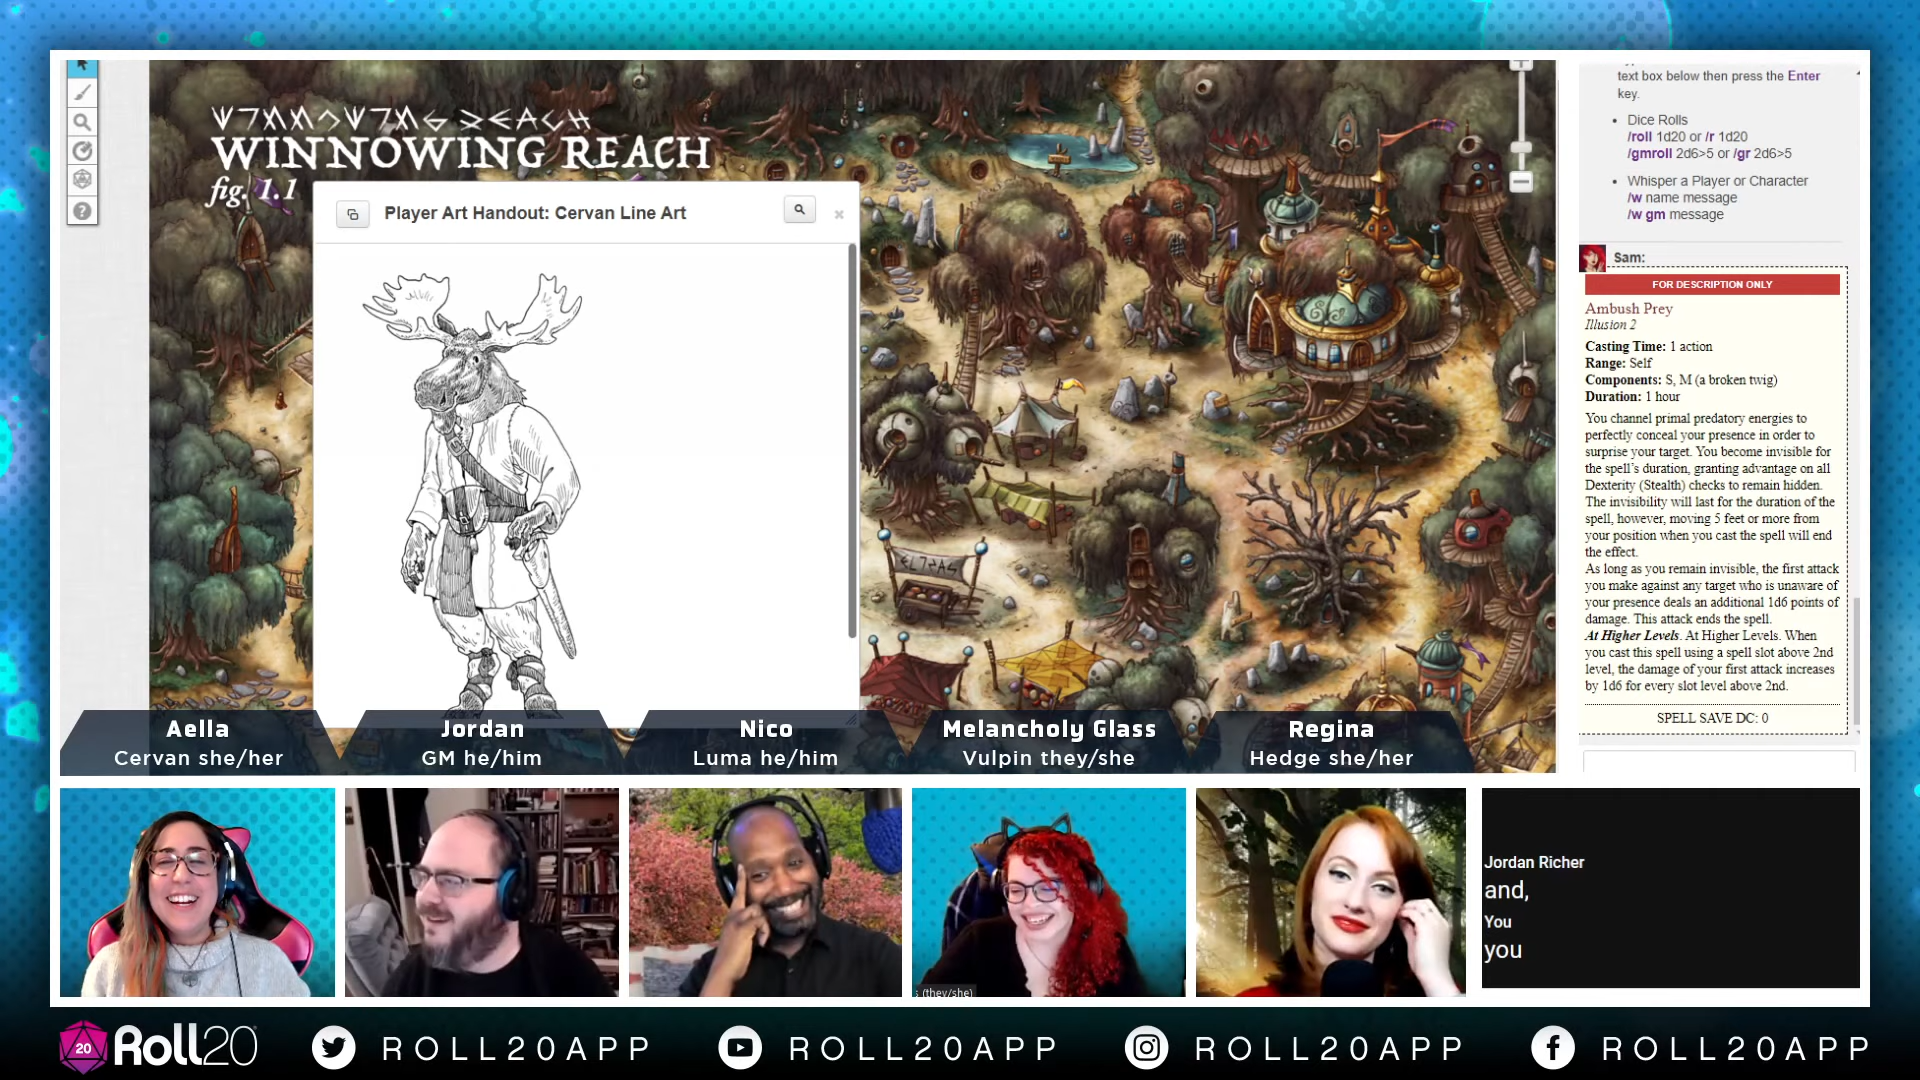 WINNOWING REACH
fig. 1.1
Player Art Handout: Cervan Line Art
text box below then press the Enter
key.
Dice Rolls
/roll 1d20 or /r 1d20
/gmroll 2d6>5 or /gr 2d6>5
Whisper a Player or Character
/w name message
/w gm message
Sam:
FOR DESCRIPTION ONLY
Ambush Prey
Illusion 2
Casting Time: 1 action
Range: Self
Components: S, M (a broken twig)
Duration: 1 hour
You channel primal predatory energies to
perfectly conceal your presence in order to
surprise your target. You become invisible for
the spell's duration, granting advantage on all
Dexterity (Stealth) checks to remain hidden.
The invisibility will last for the duration of the
spell, however, moving 5 feet or more from
your position when you cast the spell will end
the effect.
As long as you remain invisible, the first attack
you make against any target who is unaware of
your presence deals an additional 1d6 points of
damage. This attack ends the spell.
At Higher Levels. At Higher Levels. When
you cast this spell using a spell slot above 2nd
level, the damage of your first attack increases
by 1d6 for every slot level above 2nd.
SPELL SAVE DC: 0
Aella
Cervan she/her
Jordan
GM he/him
Nico
Luma he/him
Melancholy Glass
Vulpin they/she
Regina
Hedge she/her
s (they/she)
Jordan Richer
and,
You
you
20
Roll20
ROLL20APP
ROLL20APP
ROLL20APP
ROLL20APP